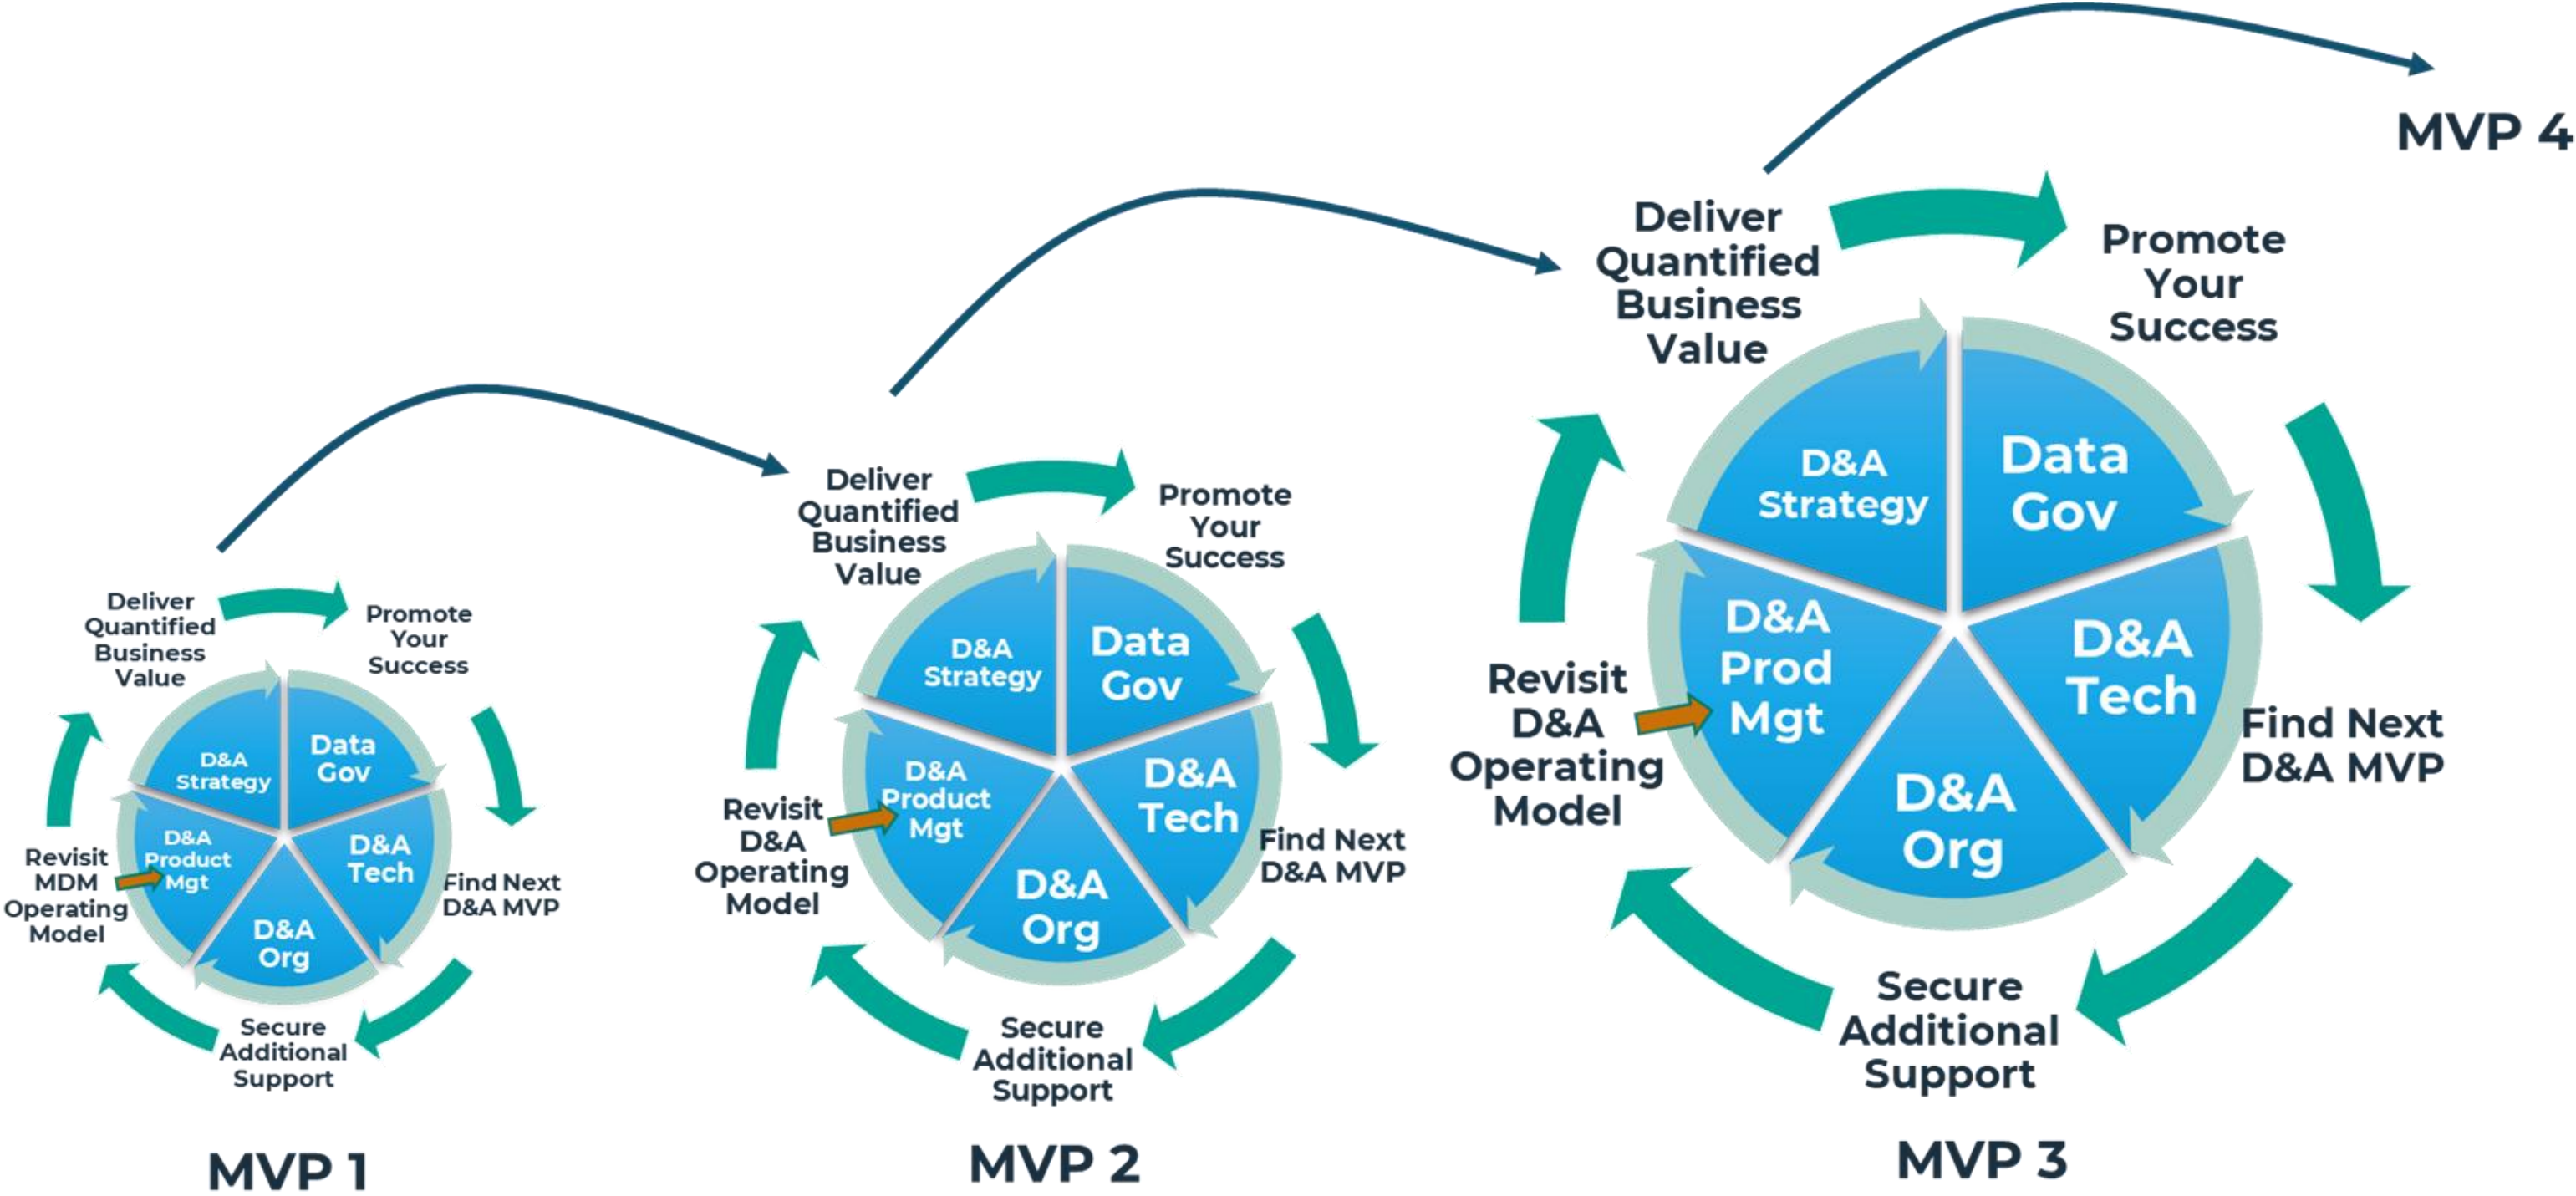 MVP 4
Deliver
Quantified
Business
Value
Promote
Your
Success
D&A
Strategy
Data
Gov
D&A
Prod
Mgt
D&A
Tech
D&A
Org
Revisit
D&A
Operating
Model
Find Next
D&A MVP
Secure
Additional
Support
MVP 3
Deliver
Quantified
Business
Value
Promote
Your
Success
D&A
Strategy
Data
Gov
D&A
Product
Mgt
D&A
Tech
D&A
Org
Revisit
D&A
Operating
Model
Find Next
D&A MVP
Secure
Additional
Support
MVP 2
Deliver
Quantified
Business
Value
Promote
Your
Success
D&A
Strategy
Data
Gov
D&A
Product
Mgt
D&A
Tech
D&A
Org
Revisit
MDM
Operating
Model
Find Next
D&A MVP
Secure
Additional
Support
MVP 1